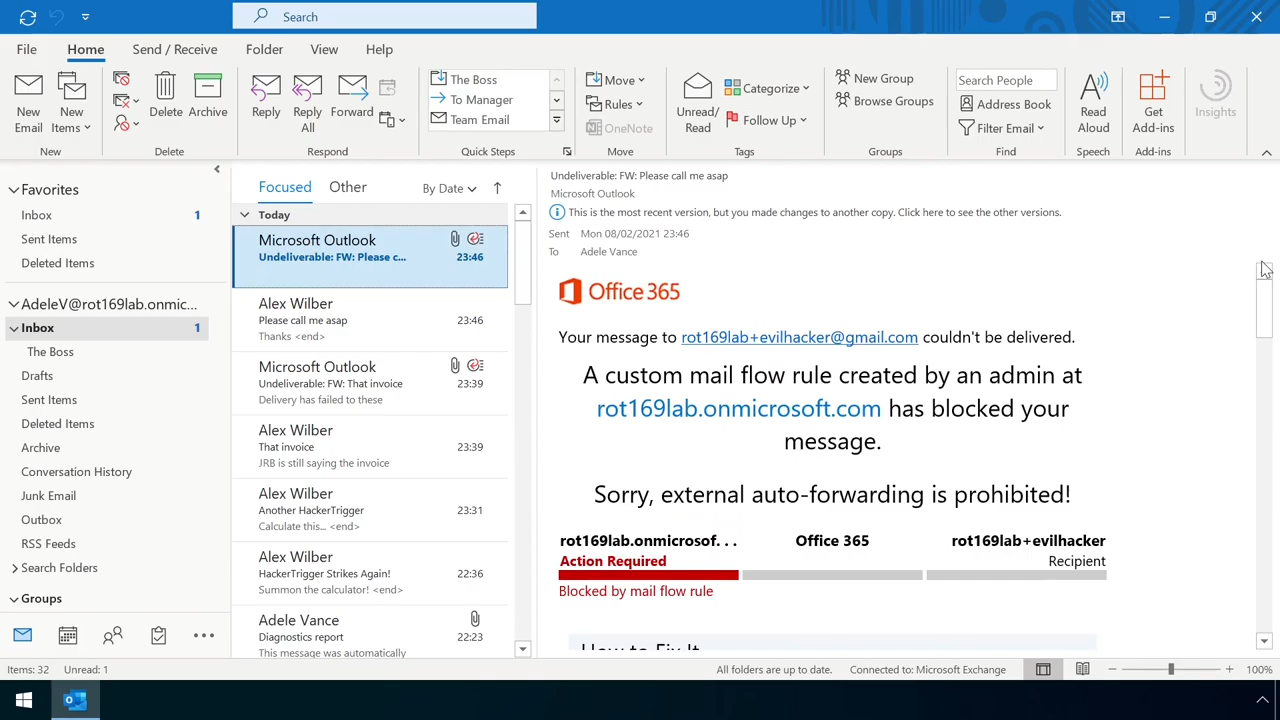 Search
File Home Send / Receive Folder View Help
New Email
New Items
Delete
Archive
Reply
Reply All
Forward
The Boss
To Manager
Team Email
Move
Rules
OneNote
Unread/ Read
Categorize
Follow Up
New Group
Browse Groups
Search People
Address Book
Filter Email
Read Aloud
Get Add-ins
Insights
New Delete Respond Quick Steps Move Tags Groups Find Speech Add-ins
Favorites
Inbox 1
Sent Items
Deleted Items
AdeleV@rot169lab.onmic...
Inbox 1
The Boss
Drafts
Sent Items
Deleted Items
Archive
Conversation History
Junk Email
Outbox
RSS Feeds
Search Folders
Groups
Focused Other By Date
Today
Microsoft Outlook
Undeliverable: FW: Please c... 23:46
Alex Wilber
Please call me asap 23:46
Thanks <end>
Microsoft Outlook
Undeliverable: FW: That invoice 23:39
Delivery has failed to these
Alex Wilber
That invoice 23:39
JRB is still saying the invoice
Alex Wilber
Another HackerTrigger 23:31
Calculate this... <end>
Alex Wilber
HackerTrigger Strikes Again! 22:36
Summon the calculator! <end>
Adele Vance
Diagnostics report 22:23
This message was automatically
Undeliverable: FW: Please call me asap
Microsoft Outlook
This is the most recent version, but you made changes to another copy. Click here to see the other versions.
Sent Mon 08/02/2021 23:46
To Adele Vance
Office 365
Your message to rot169lab+evilhacker@gmail.com couldn't be delivered.
A custom mail flow rule created by an admin at
rot169lab.onmicrosoft.com has blocked your
message.
Sorry, external auto-forwarding is prohibited!
rot169lab.onmicrosof. . . Office 365 rot169lab+evilhacker
Action Required Recipient
Blocked by mail flow rule
How to Fix It
Items: 32 Unread: 1 All folders are up to date. Connected to: Microsoft Exchange 100%